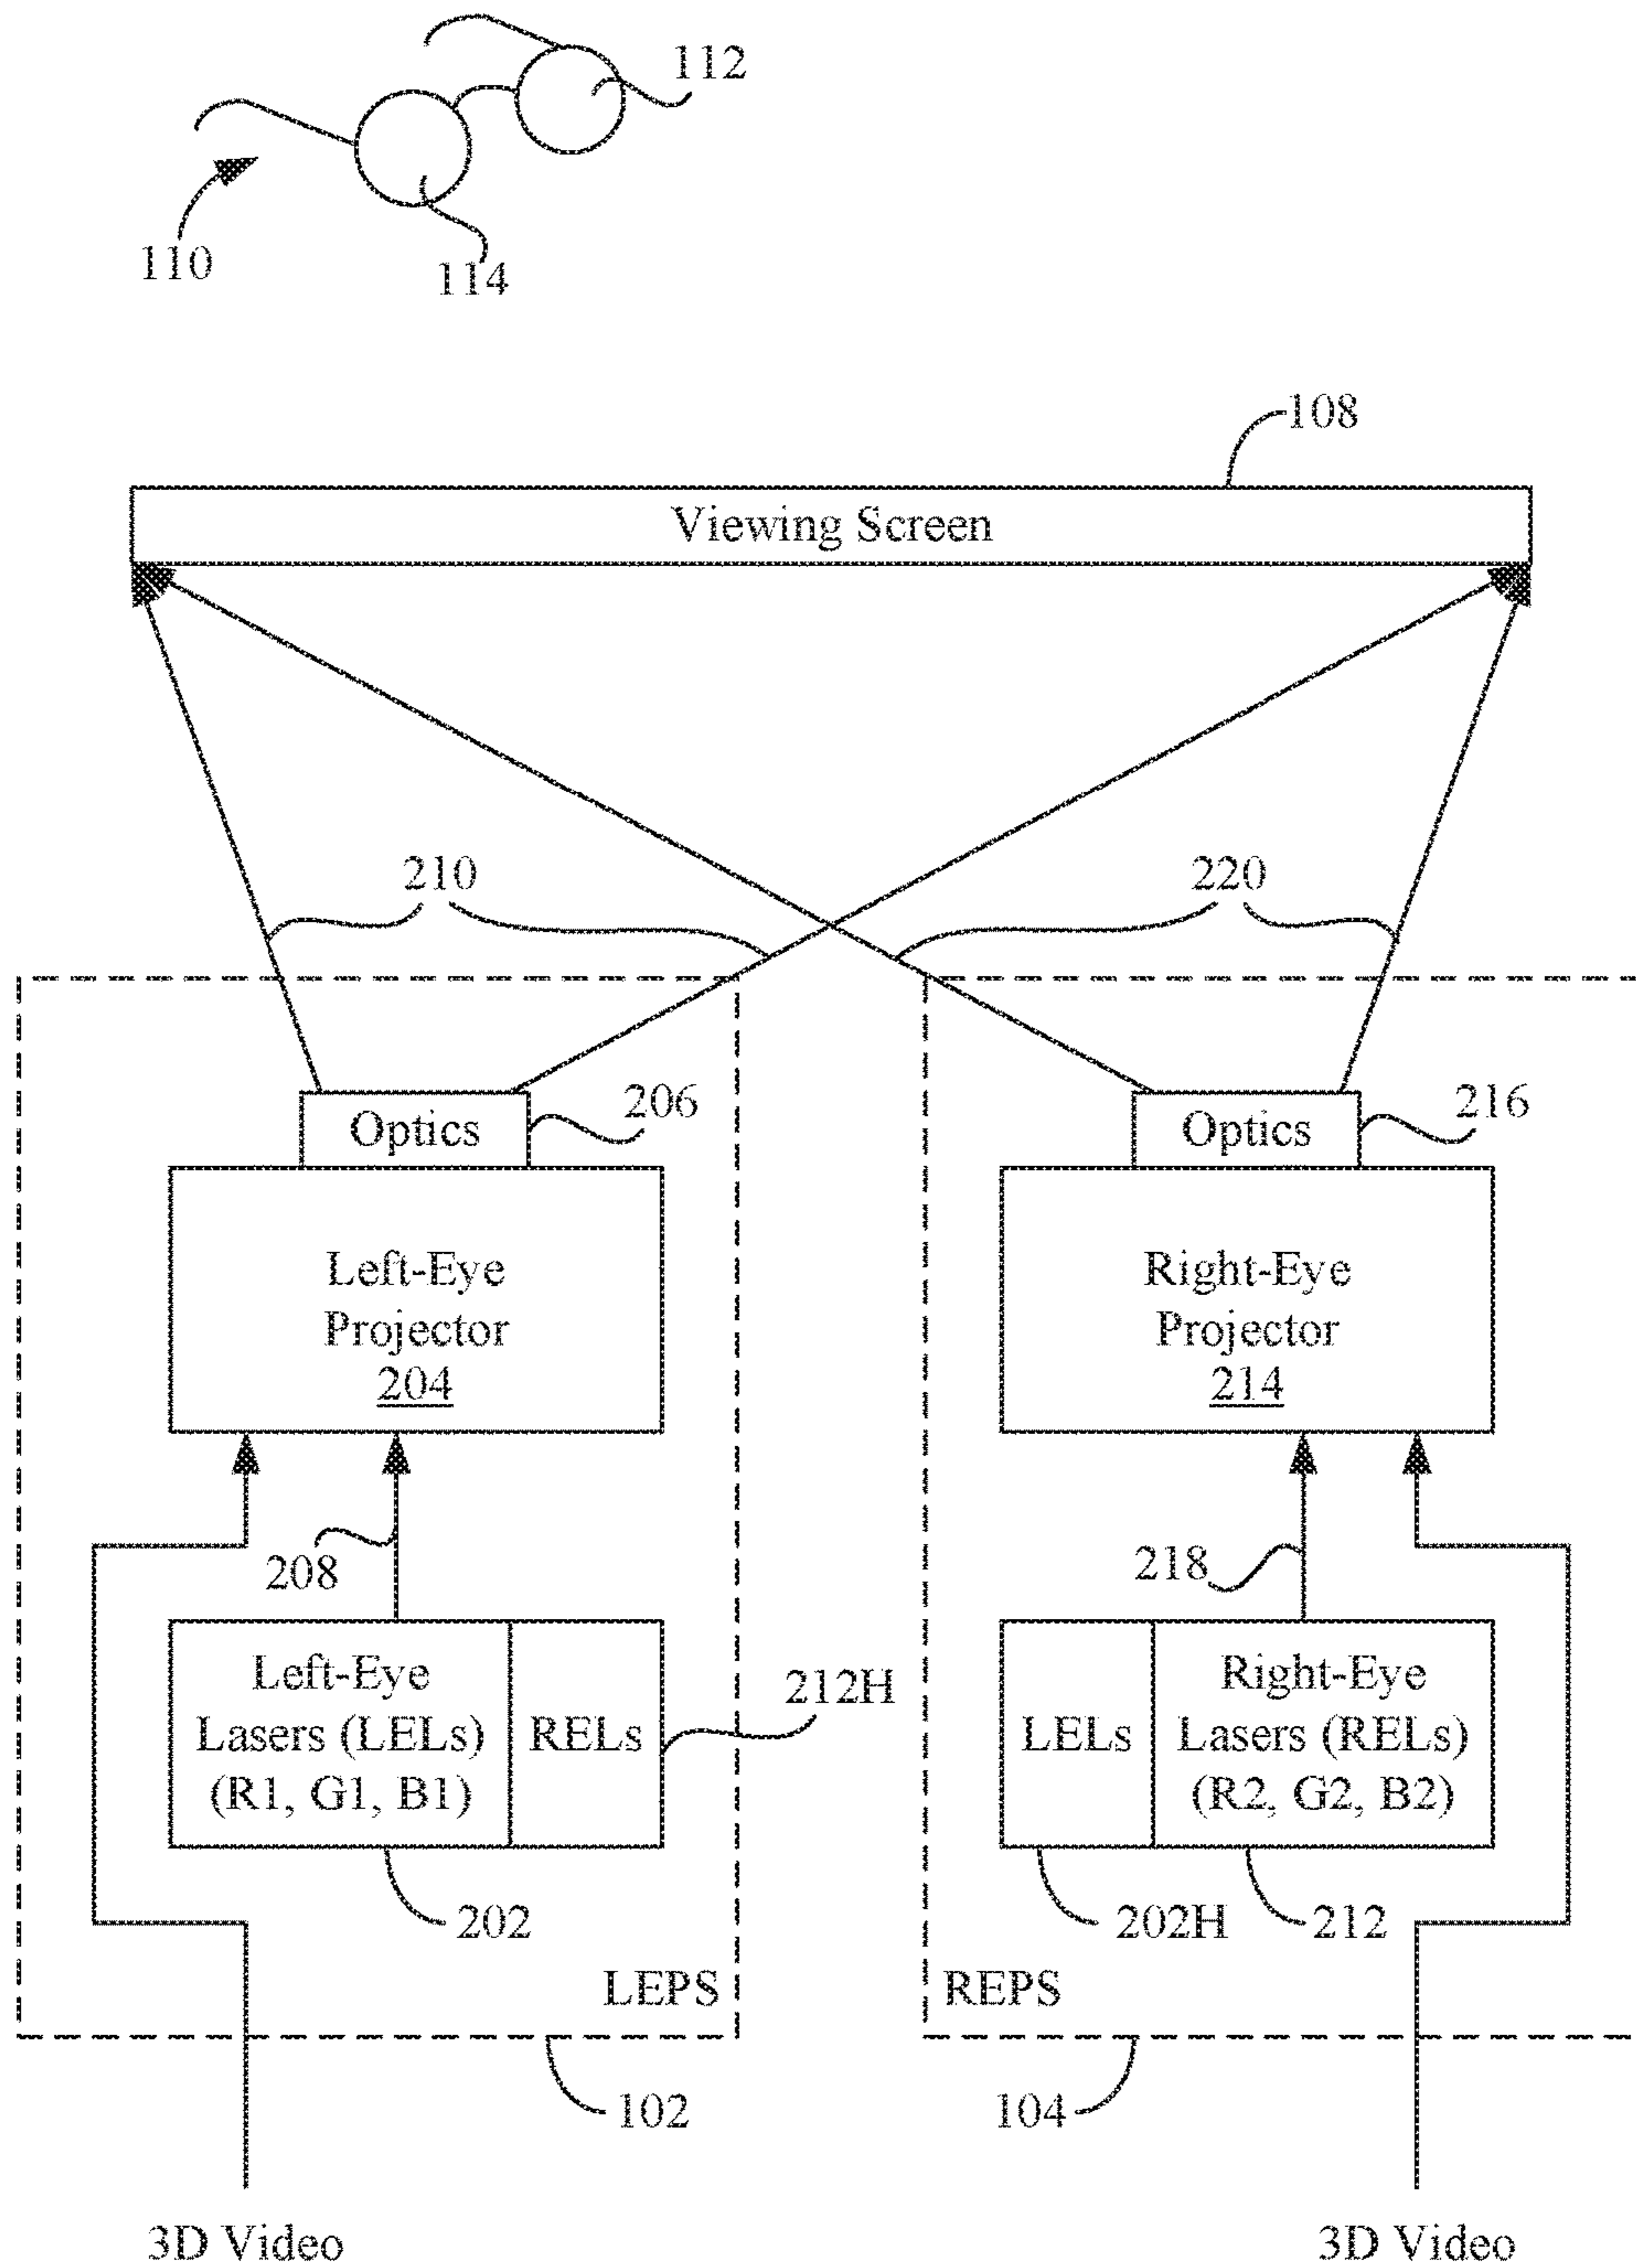 112
110
114
108
Viewing Screen
210
220
Optics
206
Optics
216
Left-Eye
Projector
204
Right-Eye
Projector
214
208
218
Left-Eye
Lasers (LELs)
(R1, G1, B1)
RELs
212H
LELs
Right-Eye
Lasers (RELs)
(R2, G2, B2)
202
202H
212
LEPS
REPS
102
104
3D Video
3D Video